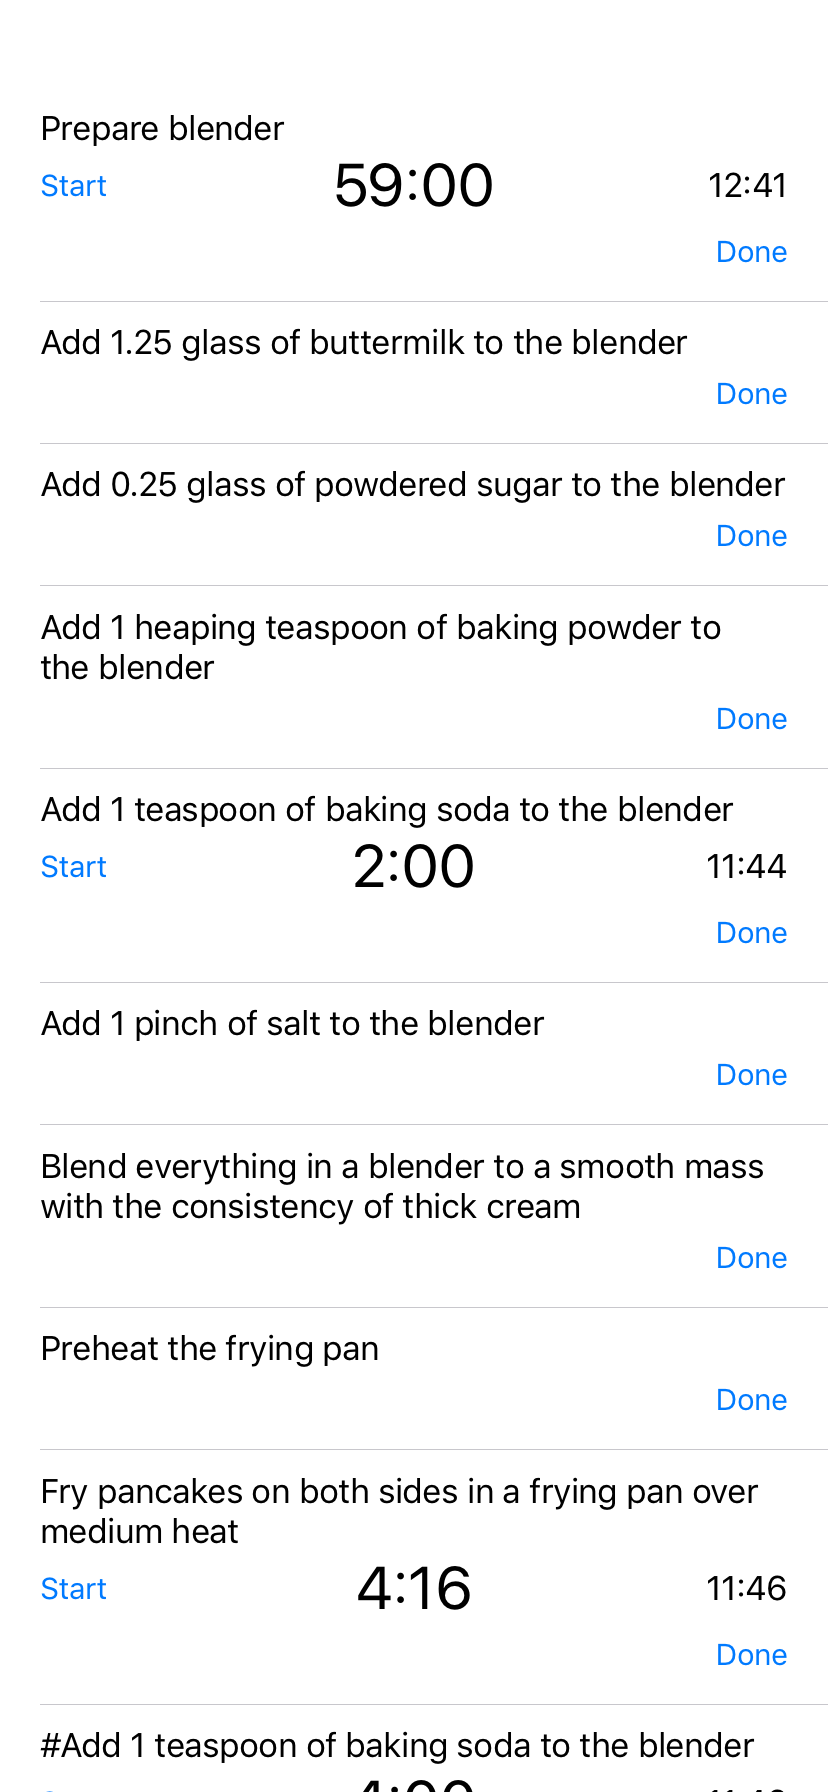 Prepare blender
Start 59:00 12:41
Done
Add 1.25 glass of buttermilk to the blender
Done
Add 0.25 glass of powdered sugar to the blender
Done
Add 1 heaping teaspoon of baking powder to
the blender
Done
Add 1 teaspoon of baking soda to the blender
Start 2:00 11:44
Done
Add 1 pinch of salt to the blender
Done
Blend everything in a blender to a smooth mass
with the consistency of thick cream
Done
Preheat the frying pan
Done
Fry pancakes on both sides in a frying pan over
medium heat
Start 4:16 11:46
Done
#Add 1 teaspoon of baking soda to the blender